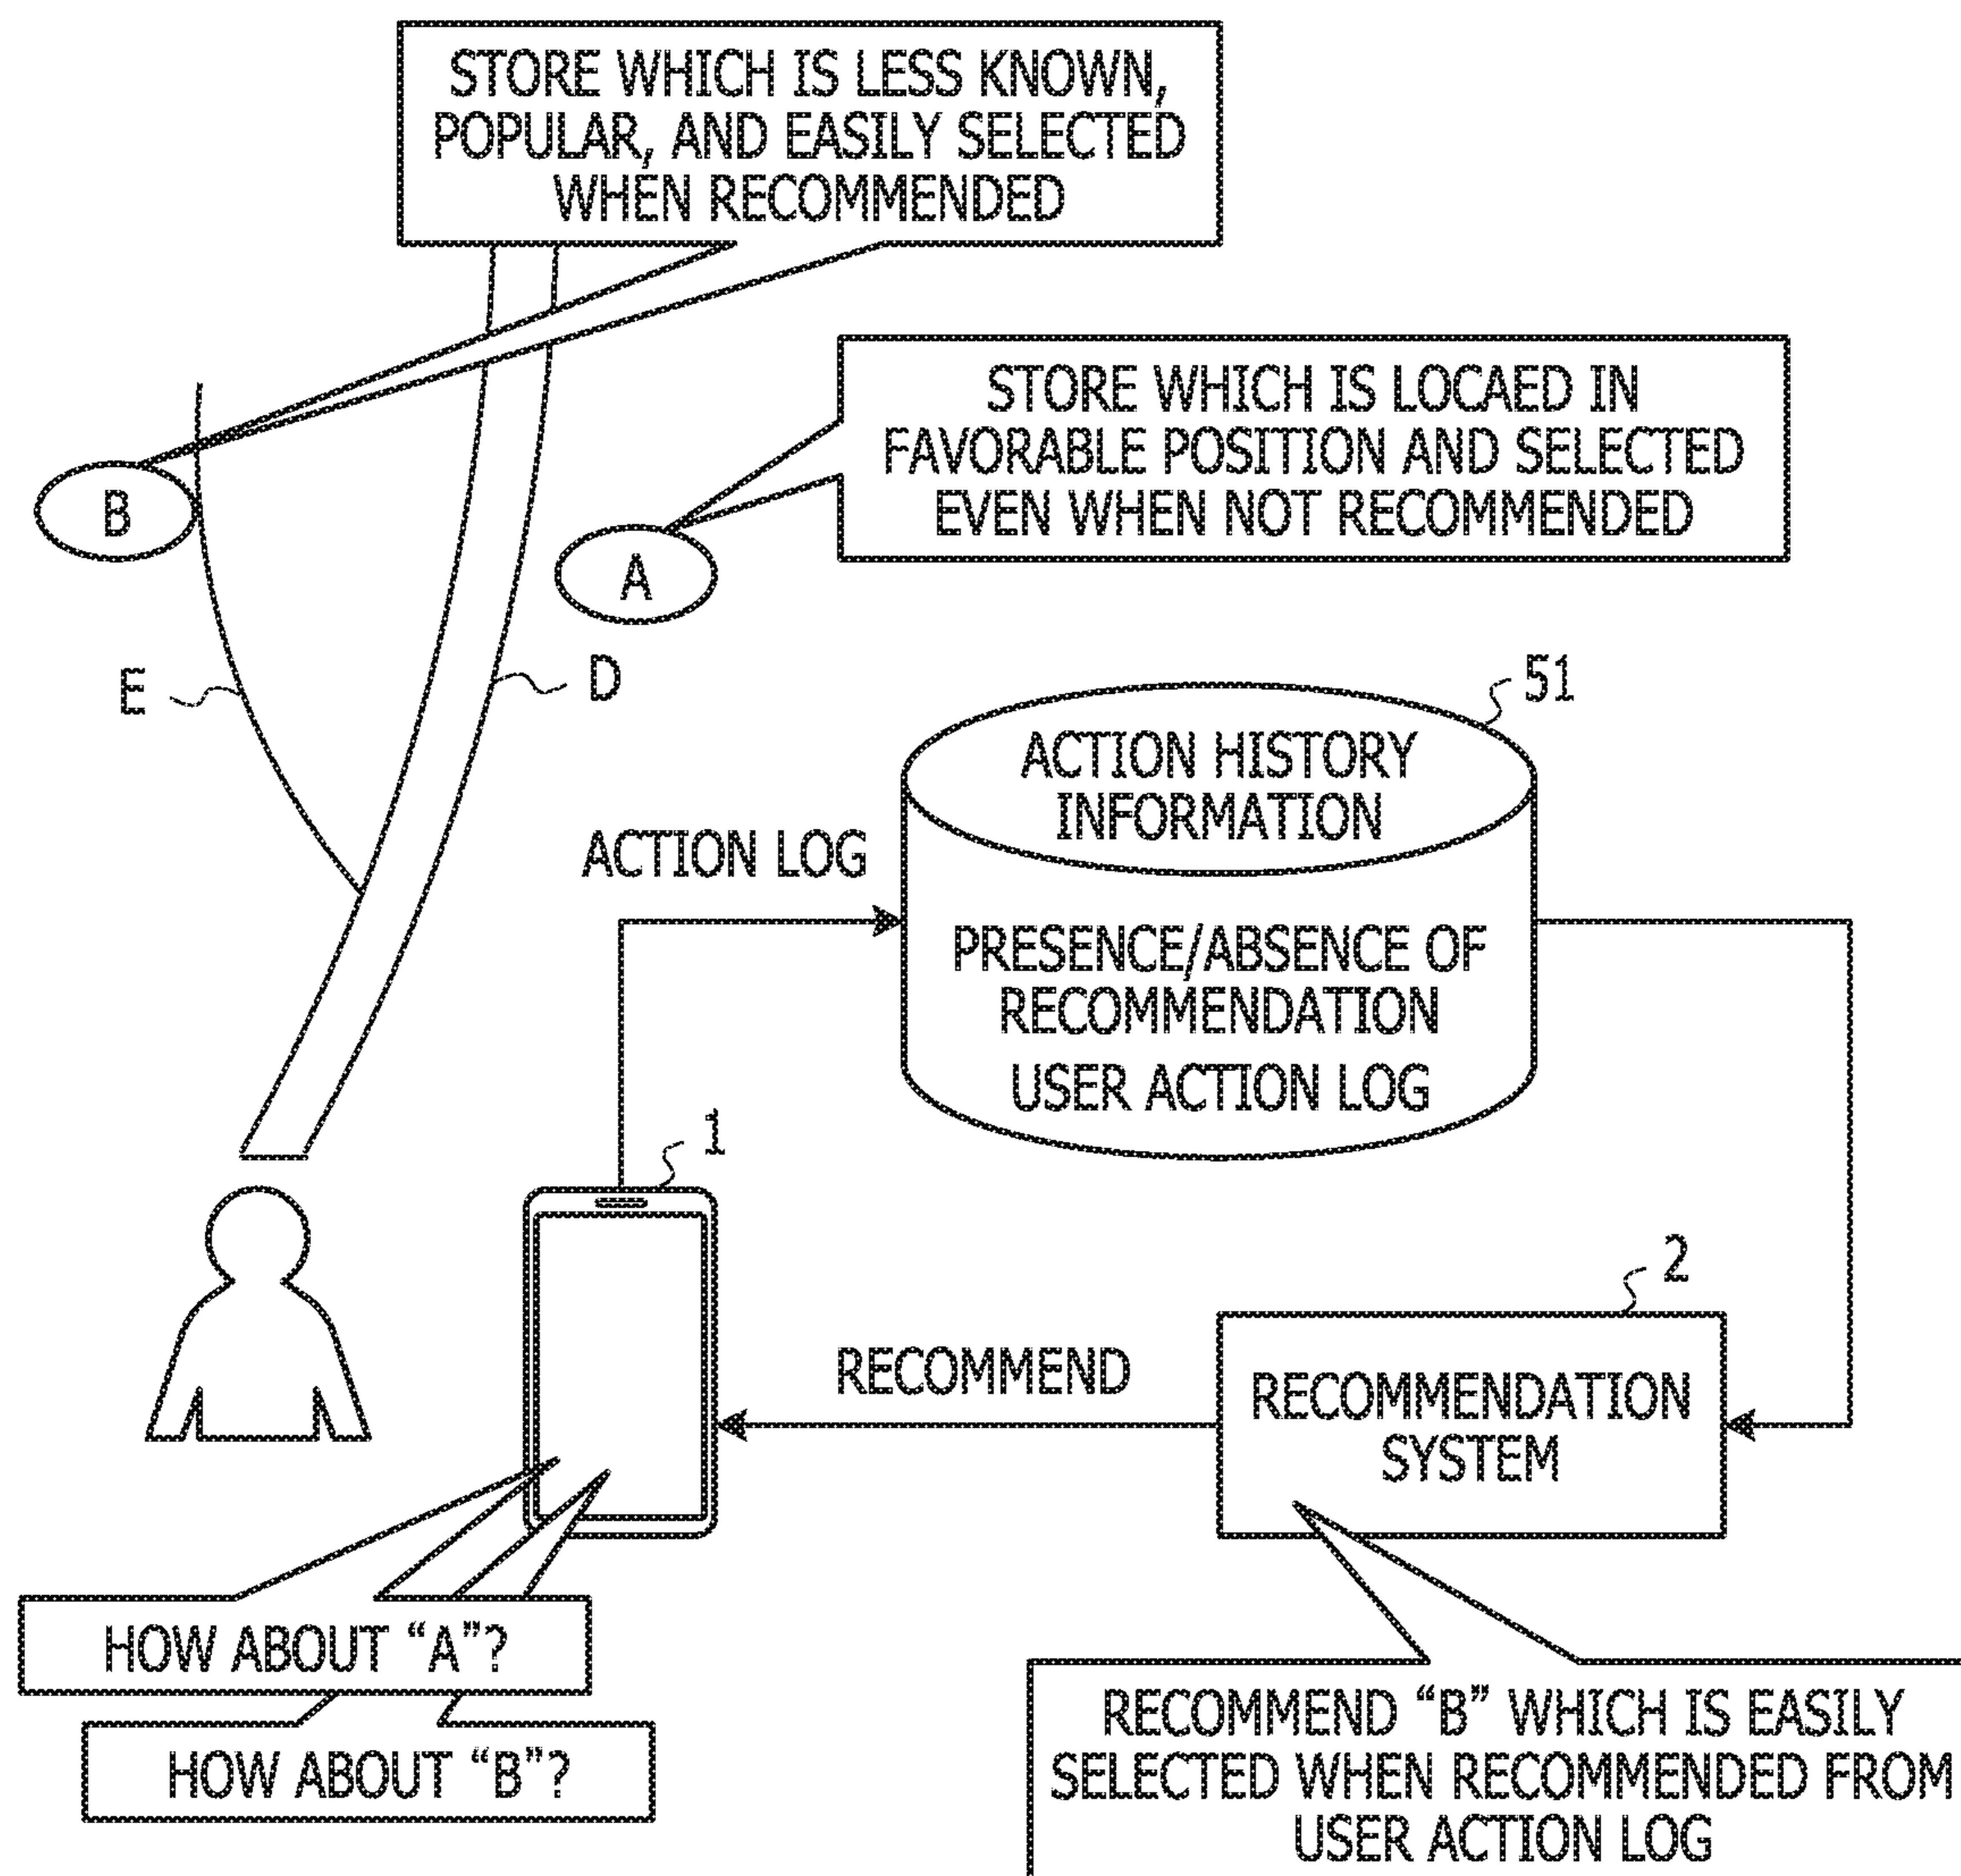 STORE WHICH IS LESS KNOWN,
POPULAR, AND EASILY SELECTED
WHEN RECOMMENDED
STORE WHICH IS LOCAED IN
FAVORABLE POSITION AND SELECTED
EVEN WHEN NOT RECOMMENDED
B
A
E
D
51
ACTION HISTORY
INFORMATION
ACTION LOG
PRESENCE/ABSENCE OF
RECOMMENDATION
USER ACTION LOG
1
2
RECOMMEND
RECOMMENDATION
SYSTEM
HOW ABOUT “A”?
HOW ABOUT “B”?
RECOMMEND “B” WHICH IS EASILY
SELECTED WHEN RECOMMENDED FROM
USER ACTION LOG